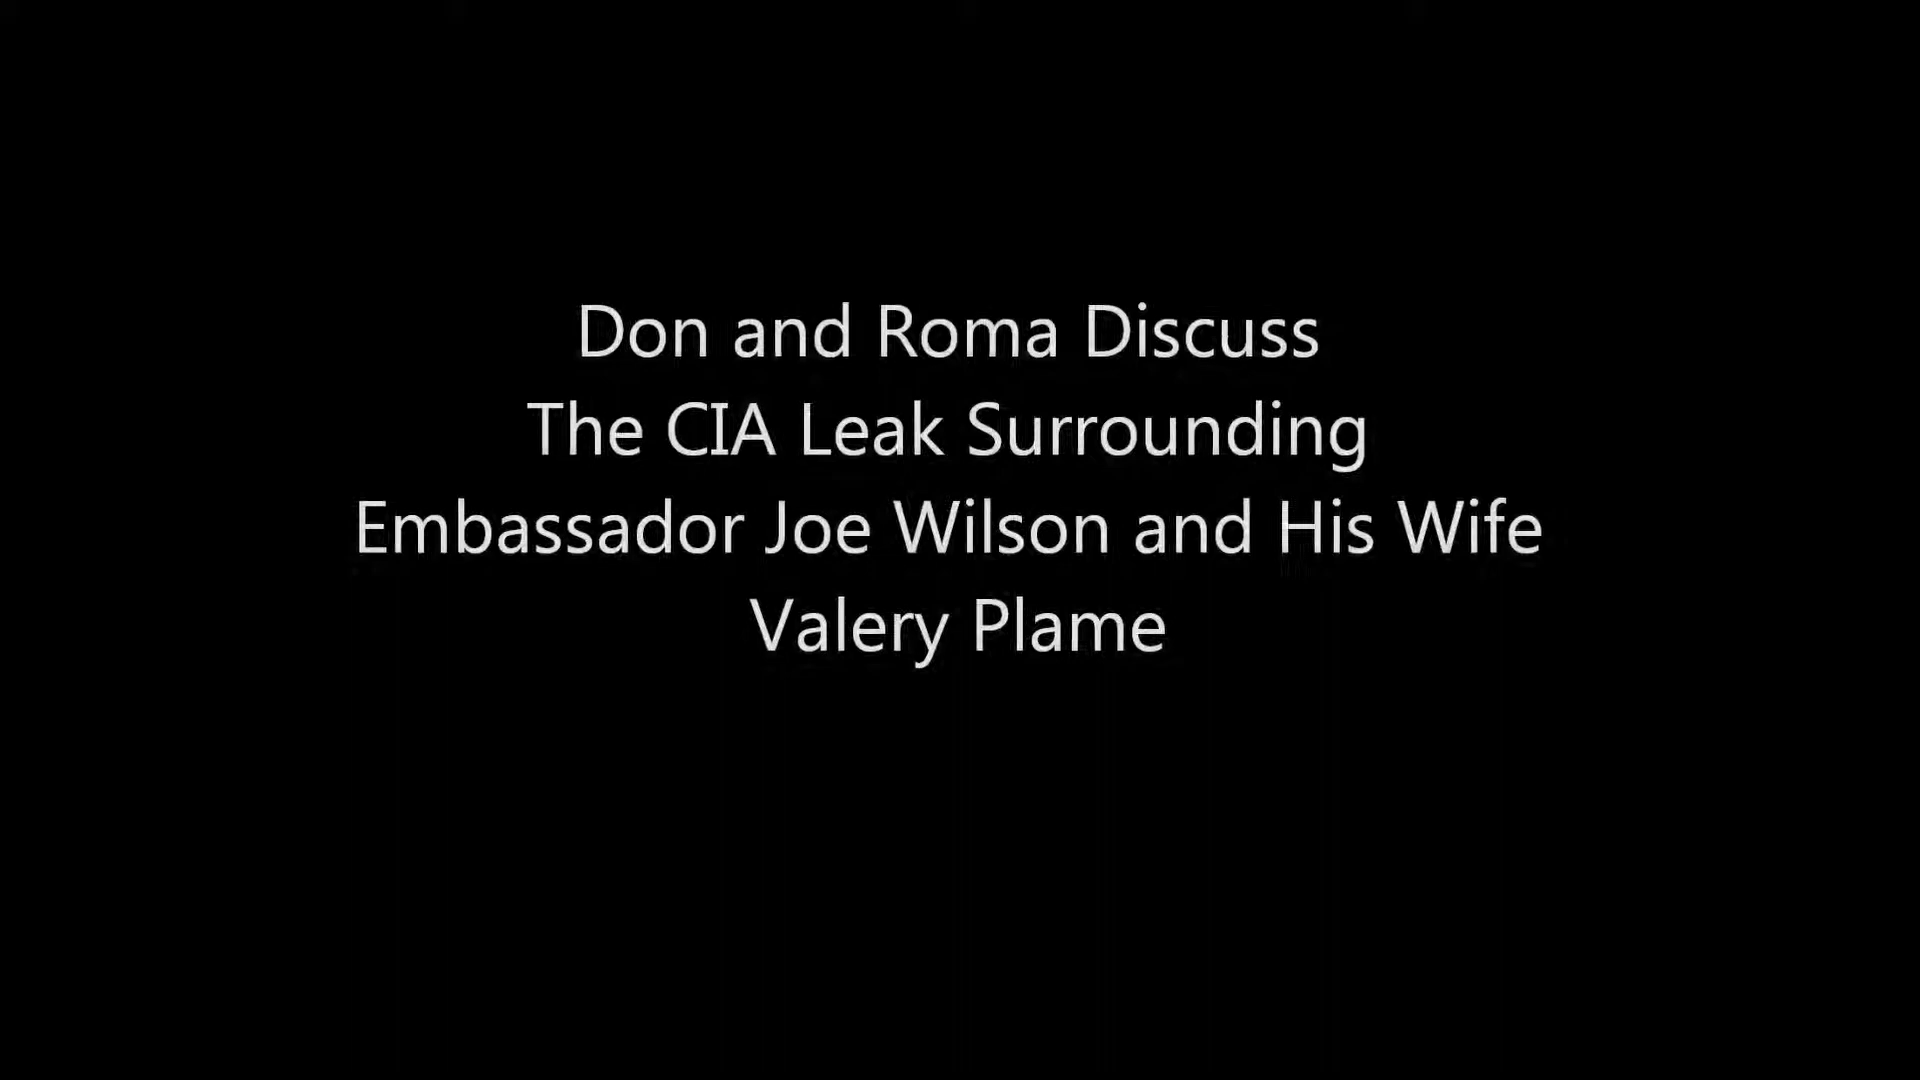 Don and Roma Discuss
The CIA Leak Surrounding
Embassador Joe Wilson and His Wife
Valery Plame